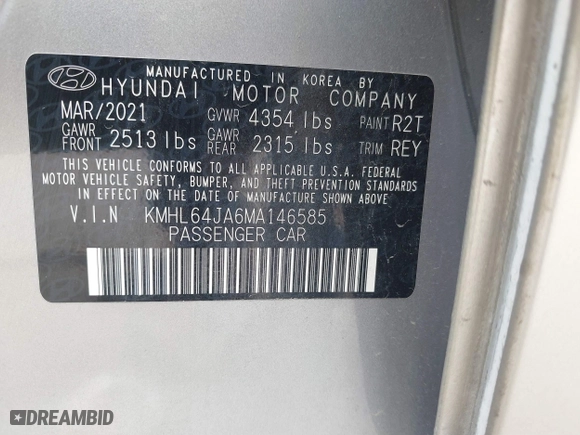 MANUFACTURED IN KOREA BY
HYUNDAI MOTOR COMPANY
MAR/2021 GVWR 4354 lbs PAINT R2T
GAWR FRONT 2513 lbs GAWR REAR 2315 lbs TRIM REY
THIS VEHICLE CONFORMS TO ALL APPLICABLE U.S.A. FEDERAL
MOTOR VEHICLE SAFETY, BUMPER, AND THEFT PREVENTION STANDARDS
IN EFFECT ON THE DATE OF MANUFACTURE SHOWN ABOVE
V.I.N KMHL64JA6MA146585
PASSENGER CAR
DREAMBID